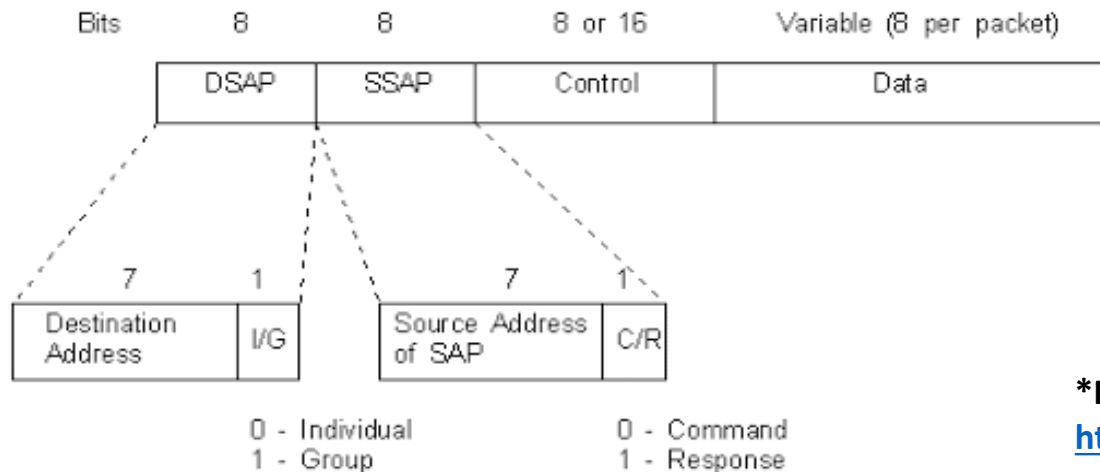 Bits 8 8 8 or 16 Variable (8 per packet)
DSAP SSAP Control Data
7 1 7 1
Destination Address I/G Source Address of SAP C/R
0 - Individual 0 - Command
1 - Group 1 - Response